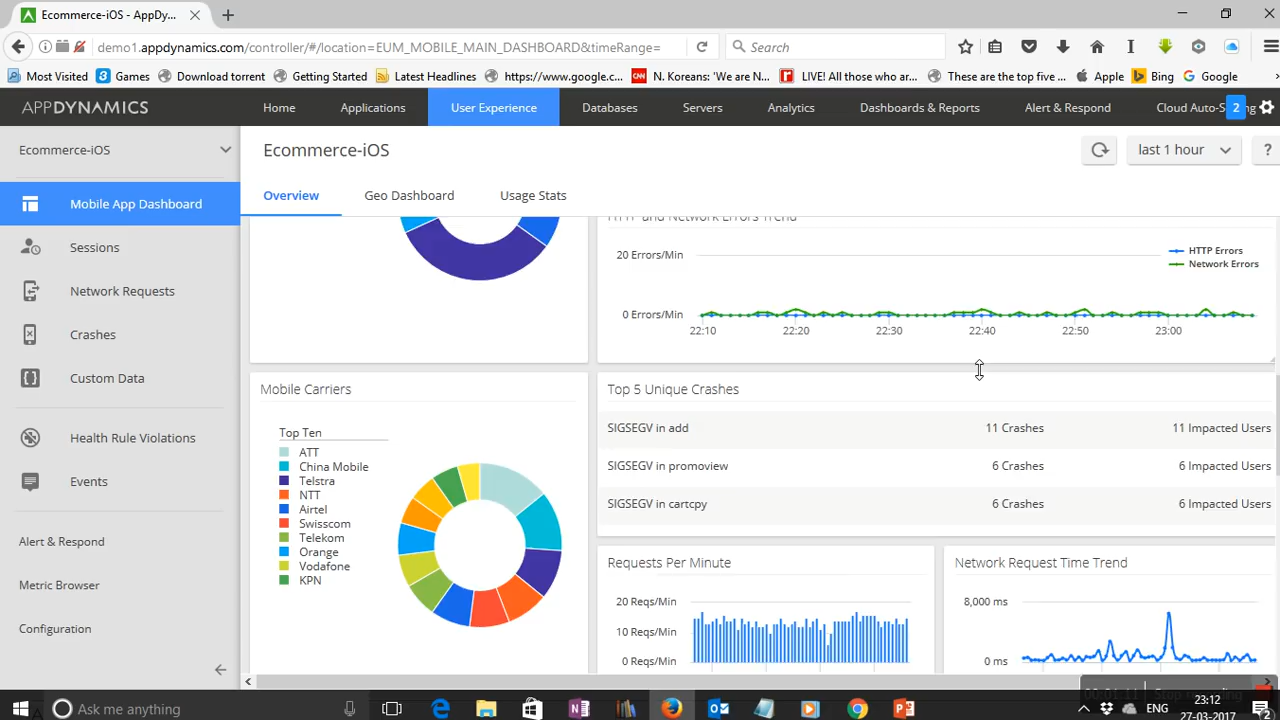 Ecommerce-iOS - AppDy...
demo1.appdynamics.com/controller/#/location=EUM_MOBILE_MAIN_DASHBOARD&timeRange=
Search
Most Visited
Games
Download torrent
Getting Started
Latest Headlines
https://www.google.c...
N. Koreans: 'We are N...
LIVE! All those who ar...
These are the top five ...
Apple
Bing
Google
APPDYNAMICS
Home
Applications
User Experience
Databases
Servers
Analytics
Dashboards & Reports
Alert & Respond
Cloud Auto-S
2
Ecommerce-iOS
Mobile App Dashboard
Sessions
Network Requests
Crashes
Custom Data
Health Rule Violations
Events
Alert & Respond
Metric Browser
Configuration
Ecommerce-iOS
last 1 hour
?
Overview
Geo Dashboard
Usage Stats
HTTP and Network Errors Trend
20 Errors/Min
0 Errors/Min
HTTP Errors
Network Errors
22:10
22:20
22:30
22:40
22:50
23:00
Mobile Carriers
Top Ten
ATT
China Mobile
Telstra
NTT
Airtel
Swisscom
Telekom
Orange
Vodafone
KPN
Top 5 Unique Crashes
SIGSEGV in add 11 Crashes 11 Impacted Users
SIGSEGV in promoview 6 Crashes 6 Impacted Users
SIGSEGV in cartcpy 6 Crashes 6 Impacted Users
Requests Per Minute
20 Reqs/Min
10 Reqs/Min
0 Reqs/Min
Network Request Time Trend
8,000 ms
0 ms
Ask me anything
ENG
23:12
27-03-2017